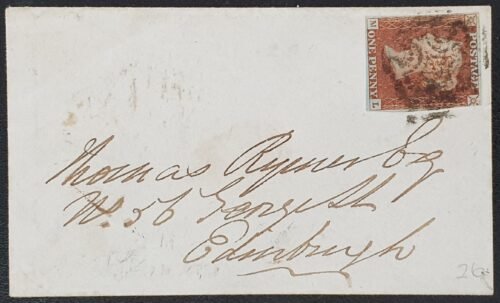 POSTAGE
M L
ONE PENNY
Thomas Rymer Esq
No. 56 George St
Edinburgh
26